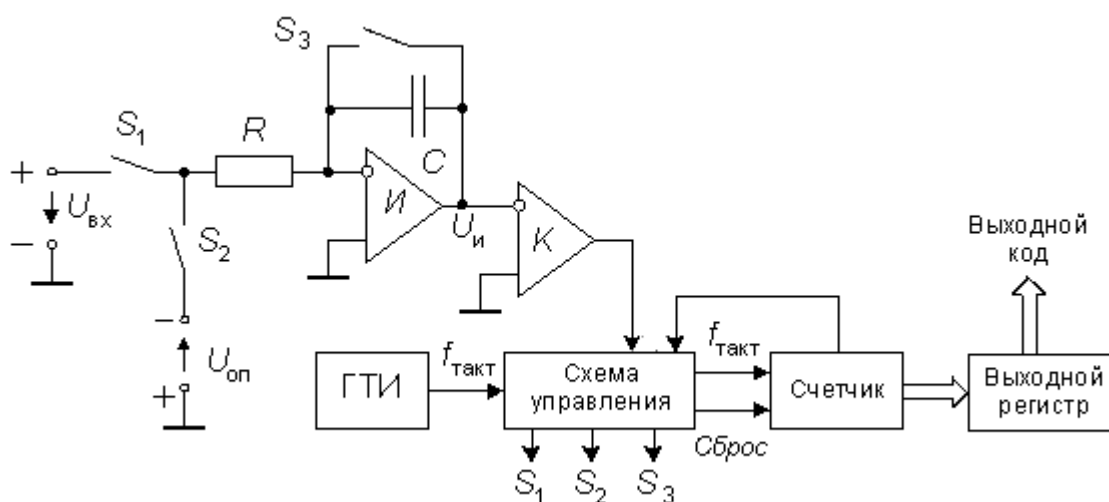 S3
S1
R
C
+
Uвх
−
S2
И
Uи
К
Выходной
код
−
Uоп
+
fтакт
fтакт
ГТИ
Схема
управления
Счетчик
Выходной
регистр
Сброс
S1 S2 S3